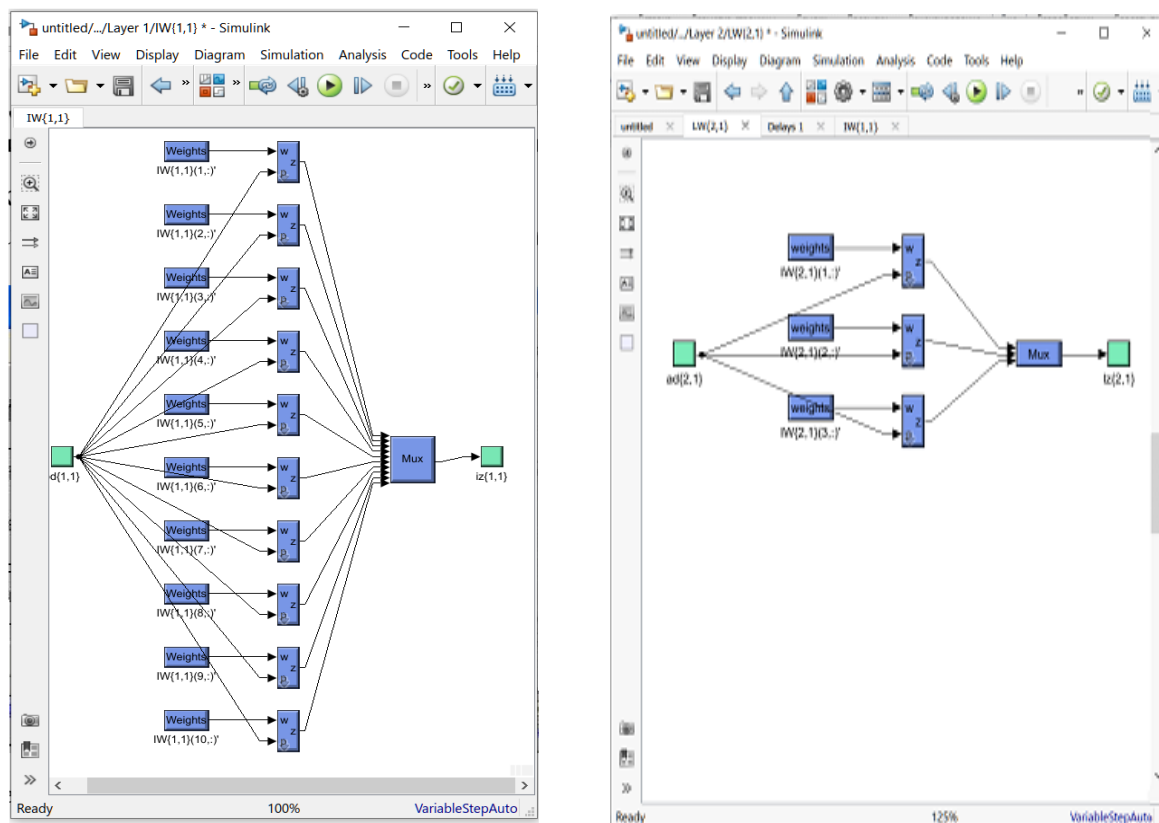 untitled/.../Layer 1/IW{1,1} * - Simulink
File Edit View Display Diagram Simulation Analysis Code Tools Help
IW{1,1}
Weights w z p
IW{1,1}(1,:)'
Weights w z p
IW{1,1}(2,:)'
Weights w z p
IW{1,1}(3,:)'
Weights w z p
IW{1,1}(4,:)'
Weights w z p
IW{1,1}(5,:)'
Mux
d{1,1}
iz{1,1}
Weights w z p
IW{1,1}(6,:)'
Weights w z p
IW{1,1}(7,:)'
Weights w z p
IW{1,1}(8,:)'
Weights w z p
IW{1,1}(9,:)'
Weights w z p
IW{1,1}(10,:)'
Ready 100% VariableStepAuto
untitled/.../Layer 2/LW(2,1) * - Simulink
File Edit View Display Diagram Simulation Analysis Code Tools Help
untitled LW(2,1) Delays 1 IW(1,1)
weights w z p
IW(2,1)(1,:)'
weights w z p
IW(2,1)(2,:)'
Mux
ad(2,1)
lz(2,1)
weights w z p
IW(2,1)(3,:)'
Ready 125% VariableStepAuto